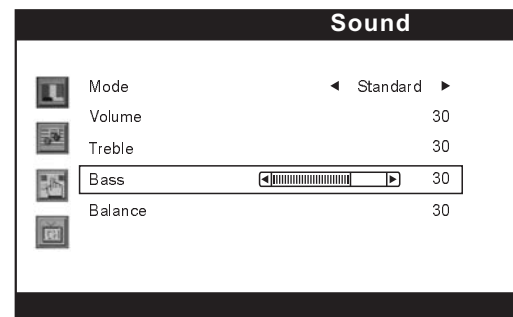 Sound
Mode ◄ Standard ►
Volume 30
Treble 30
Bass 30
Balance 30